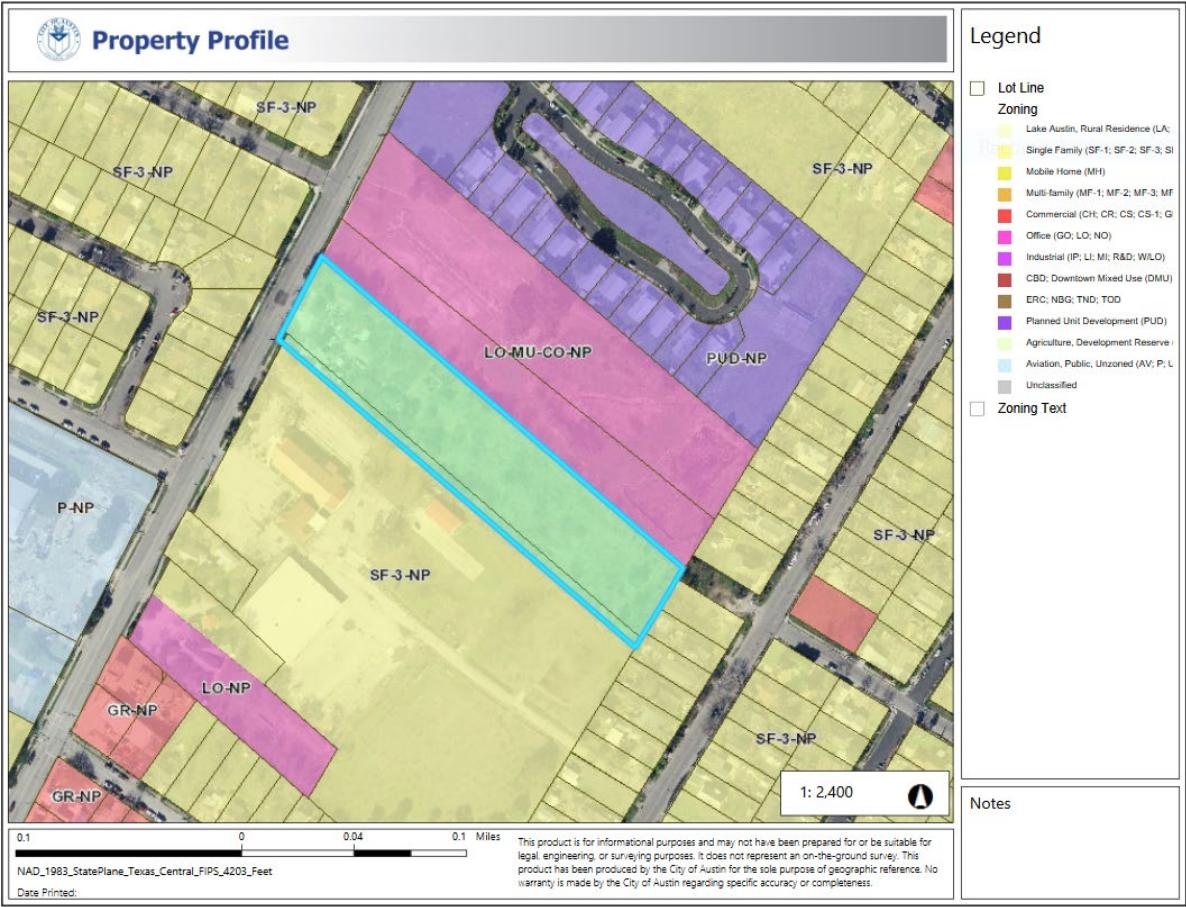 Property Profile
Legend
Lot Line
Zoning
Lake Austin, Rural Residence (LA;
Single Family (SF-1; SF-2; SF-3; SI
Mobile Home (MH)
Multi-family (MF-1; MF-2; MF-3; MF
Commercial (CH; CR; CS; CS-1; GI
Office (GO; LO; NO)
Industrial (IP; LI; MI; R&D; W/LO)
CBD; Downtown Mixed Use (DMU)
ERC; NBG; TND; TOD
Planned Unit Development (PUD)
Agriculture, Development Reserve (
Aviation, Public, Unzoned (AV; P; U
Unclassified
Zoning Text
SF-3-NP
SF-3-NP
SF-3-NP
SF-3-NP
LO-MU-CO-NP
PUD-NP
P-NP
SF-3-NP
SF-3-NP
LO-NP
GR-NP
SF-3-NP
GR-NP
1: 2,400
Notes
0.1 0 0.04 0.1 Miles
NAD_1983_StatePlane_Texas_Central_FIPS_4203_Feet
Date Printed:
This product is for informational purposes and may not have been prepared for or be suitable for
legal, engineering, or surveying purposes. It does not represent an on-the-ground survey. This
product has been produced by the City of Austin for the sole purpose of geographic reference. No
warranty is made by the City of Austin regarding specific accuracy or completeness.